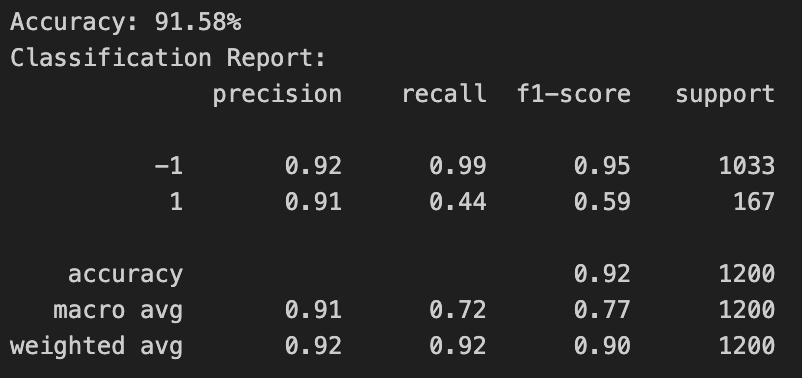 Accuracy: 91.58%
Classification Report:
precision recall f1-score support
-1 0.92 0.99 0.95 1033
1 0.91 0.44 0.59 167
accuracy 0.92 1200
macro avg 0.91 0.72 0.77 1200
weighted avg 0.92 0.92 0.90 1200